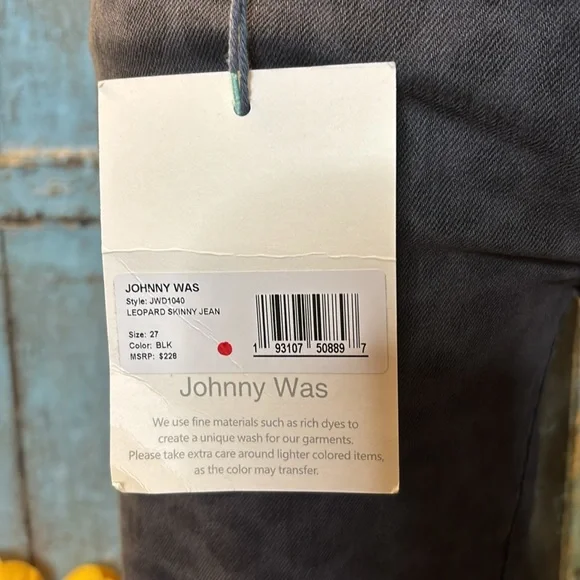 JOHNNY WAS
Style: JWD1040
LEOPARD SKINNY JEAN
Size: 27
Color: BLK
MSRP: $228
1 93107 50889 7
Johnny Was
We use fine materials such as rich dyes to
create a unique wash for our garments.
Please take extra care around lighter colored items,
as the color may transfer.